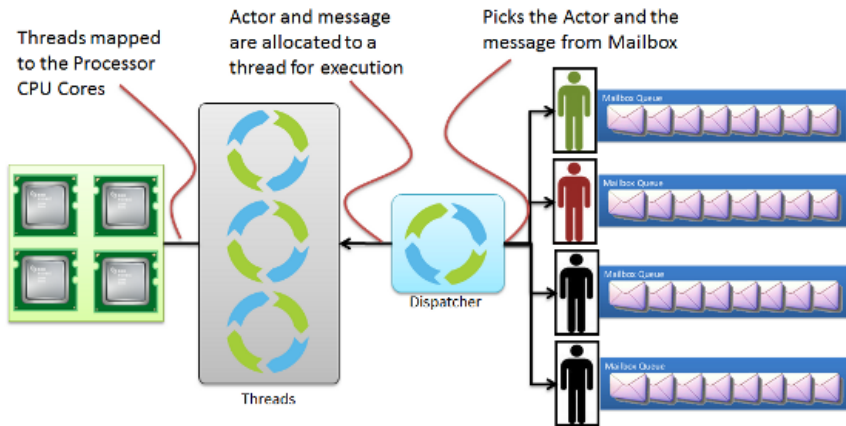 Threads mapped
to the Processor
CPU Cores
Actor and message
are allocated to a
thread for execution
Picks the Actor and the
message from Mailbox
Mailbox Queue
Mailbox Queue
Mailbox Queue
Mailbox Queue
Dispatcher
Threads